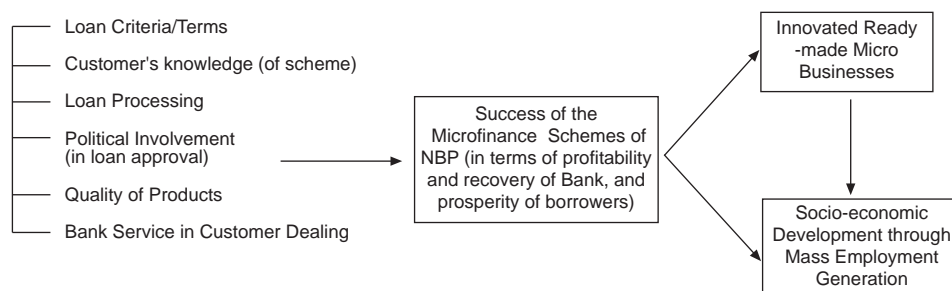 Loan Criteria/Terms
Customer's knowledge (of scheme)
Loan Processing
Political Involvement
(in loan approval)
Quality of Products
Bank Service in Customer Dealing
Success of the
Microfinance Schemes of
NBP (in terms of profitability
and recovery of Bank, and
prosperity of borrowers)
Innovated Ready
-made Micro
Businesses
Socio-economic
Development through
Mass Employment
Generation